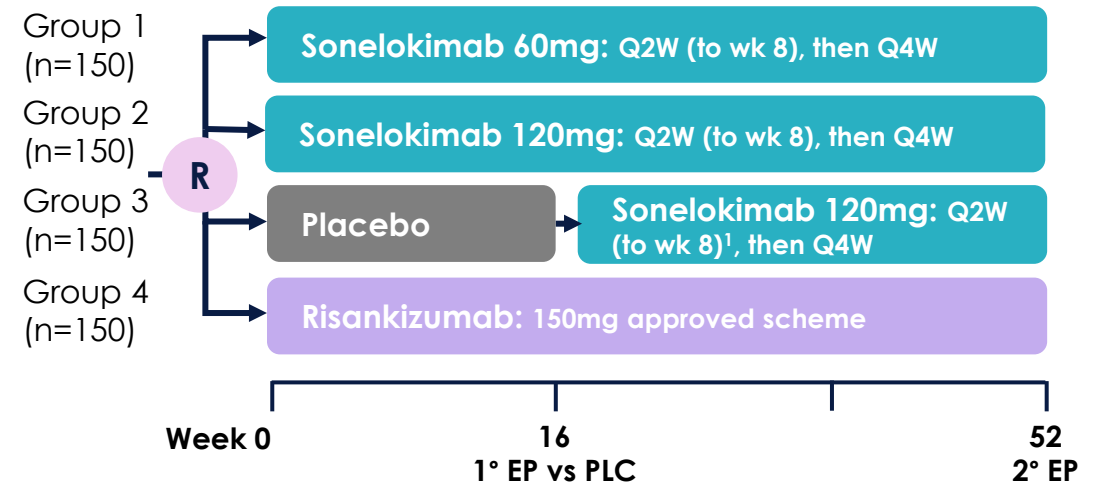 Group 1
(n=150)
Sonelokimab 60mg: Q2W (to wk 8), then Q4W
Group 2
(n=150)
Sonelokimab 120mg: Q2W (to wk 8), then Q4W
R
Group 3
(n=150)
Placebo
Sonelokimab 120mg: Q2W
(to wk 8)¹, then Q4W
Group 4
(n=150)
Risankizumab: 150mg approved scheme
Week 0
16
52
1° EP vs PLC
2° EP